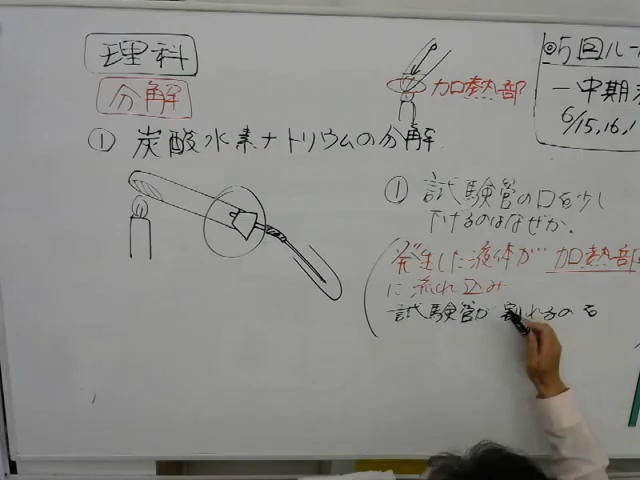 理科
分解
① 炭酸水素ナトリウムの分解
加熱部
◎5回ルー
一中期
6/15,16,1
① 試験管の口を少し
下げるのはなぜか.
(発生した液体が 加熱部
に流れ込み
試験管が割れるの